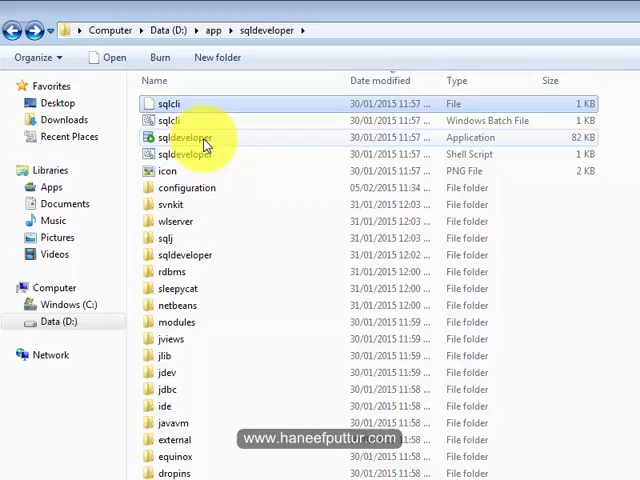 Computer ▸ Data (D:) ▸ app ▸ sqldeveloper ▸
Organize Open Burn New folder
Name Date modified Type Size
Favorites
Desktop
Downloads
Recent Places
Libraries
Apps
Documents
Music
Pictures
Videos
Computer
Windows (C:)
Data (D:)
Network
sqlcli 30/01/2015 11:57 ... File 1 KB
sqlcli 30/01/2015 11:57 ... Windows Batch File 1 KB
sqldeveloper 30/01/2015 11:57 ... Application 82 KB
sqldeveloper 30/01/2015 11:57 ... Shell Script 1 KB
icon 30/01/2015 11:57 ... PNG File 2 KB
configuration 05/02/2015 11:34 ... File folder
svnkit 31/01/2015 12:03 ... File folder
wlserver 31/01/2015 12:03 ... File folder
sqlj 31/01/2015 12:03 ... File folder
sqldeveloper 31/01/2015 12:02 ... File folder
rdbms 31/01/2015 12:00 ... File folder
sleepycat 31/01/2015 12:00 ... File folder
netbeans 31/01/2015 12:00 ... File folder
modules 30/01/2015 11:59 ... File folder
jviews 30/01/2015 11:59 ... File folder
jlib 30/01/2015 11:59 ... File folder
jdev 30/01/2015 11:59 ... File folder
jdbc 30/01/2015 11:58 ... File folder
ide 30/01/2015 11:58 ... File folder
javavm 30/01/2015 11:58 ... File folder
external 30/01/2015 11:58 ... File folder
equinox 30/01/2015 11:58 ... File folder
dropins 30/01/2015 11:58 ... File folder
www.haneefputtur.com